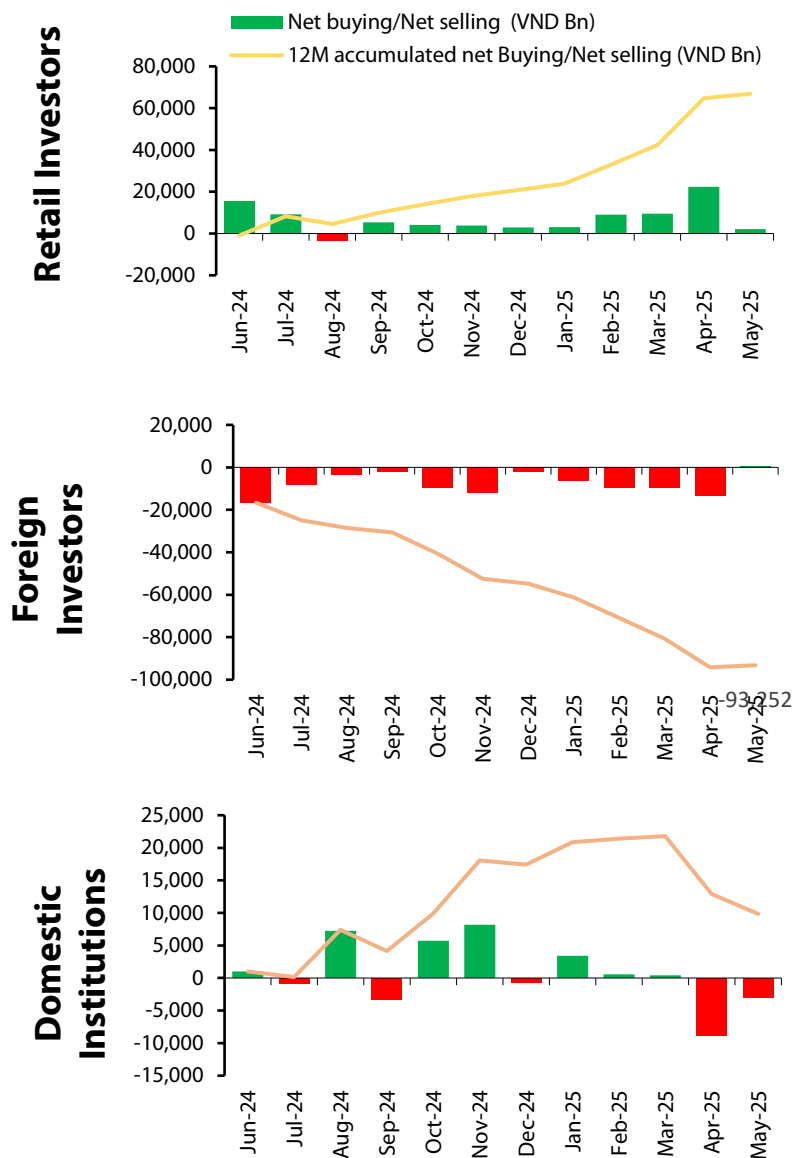 Net buying/Net selling (VND Bn)
12M accumulated net Buying/Net selling (VND Bn)
Retail Investors
80,000
60,000
40,000
20,000
0
-20,000
Jun-24
Jul-24
Aug-24
Sep-24
Oct-24
Nov-24
Dec-24
Jan-25
Feb-25
Mar-25
Apr-25
May-25
Foreign
Investors
20,000
0
-20,000
-40,000
-60,000
-80,000
-100,000
-93,252
Jun-24
Jul-24
Aug-24
Sep-24
Oct-24
Nov-24
Dec-24
Jan-25
Feb-25
Mar-25
Apr-25
May-25
Domestic
Institutions
25,000
20,000
15,000
10,000
5,000
0
-5,000
-10,000
-15,000
Jun-24
Jul-24
Aug-24
Sep-24
Oct-24
Nov-24
Dec-24
Jan-25
Feb-25
Mar-25
Apr-25
May-25